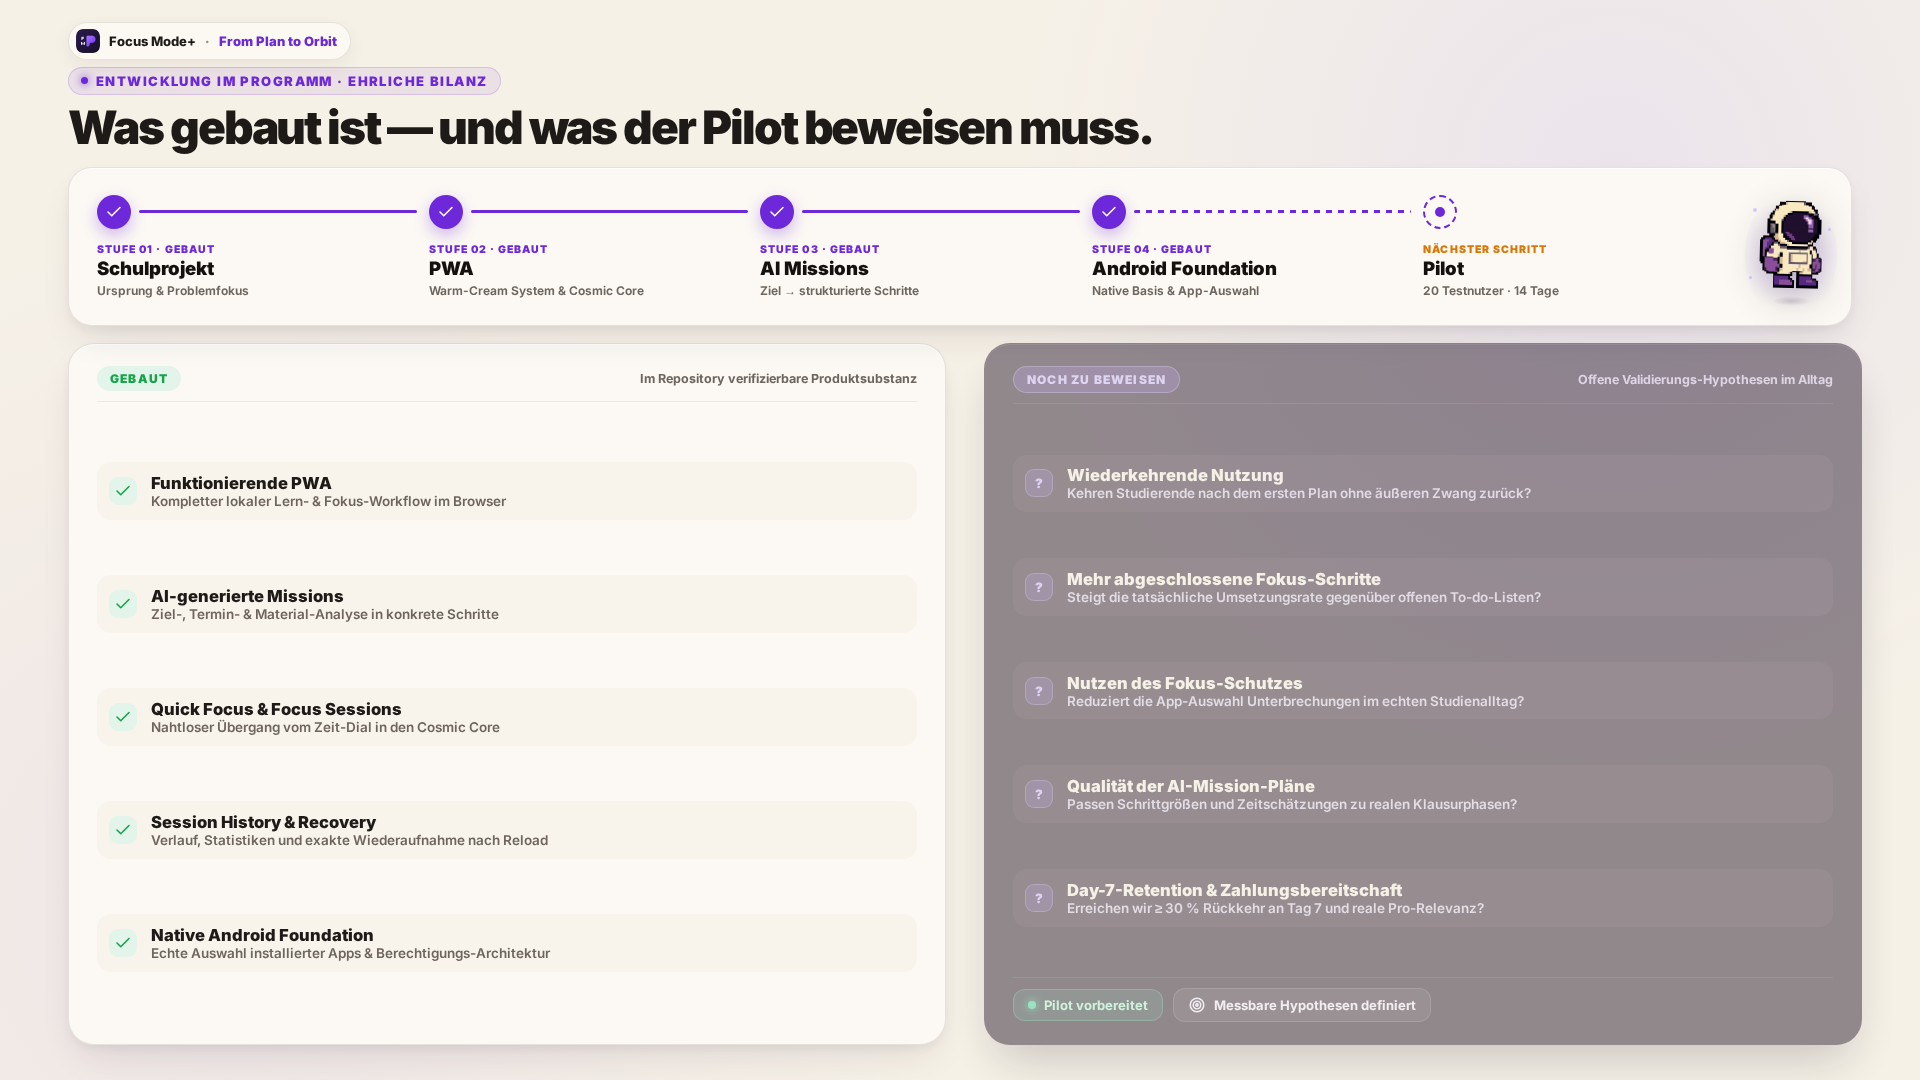 Focus Mode+ · From Plan to Orbit
ENTWICKLUNG IM PROGRAMM · EHRLICHE BILANZ
Was gebaut ist — und was der Pilot beweisen muss.
STUFE 01 · GEBAUT
Schulprojekt
Ursprung & Problemfokus
STUFE 02 · GEBAUT
PWA
Warm-Cream System & Cosmic Core
STUFE 03 · GEBAUT
AI Missions
Ziel → strukturierte Schritte
STUFE 04 · GEBAUT
Android Foundation
Native Basis & App-Auswahl
NÄCHSTER SCHRITT
Pilot
20 Testnutzer · 14 Tage
GEBAUT
Im Repository verifizierbare Produktsubstanz
Funktionierende PWA
Kompletter lokaler Lern- & Fokus-Workflow im Browser
AI-generierte Missions
Ziel-, Termin- & Material-Analyse in konkrete Schritte
Quick Focus & Focus Sessions
Nahtloser Übergang vom Zeit-Dial in den Cosmic Core
Session History & Recovery
Verlauf, Statistiken und exakte Wiederaufnahme nach Reload
Native Android Foundation
Echte Auswahl installierter Apps & Berechtigungs-Architektur
NOCH ZU BEWEISEN
Offene Validierungs-Hypothesen im Alltag
? Wiederkehrende Nutzung
Kehren Studierende nach dem ersten Plan ohne äußeren Zwang zurück?
? Mehr abgeschlossene Fokus-Schritte
Steigt die tatsächliche Umsetzungsrate gegenüber offenen To-do-Listen?
? Nutzen des Fokus-Schutzes
Reduziert die App-Auswahl Unterbrechungen im echten Studienalltag?
? Qualität der AI-Mission-Pläne
Passen Schrittgrößen und Zeitschätzungen zu realen Klausurphasen?
? Day-7-Retention & Zahlungsbereitschaft
Erreichen wir ≥ 30 % Rückkehr an Tag 7 und reale Pro-Relevanz?
Pilot vorbereitet
Messbare Hypothesen definiert